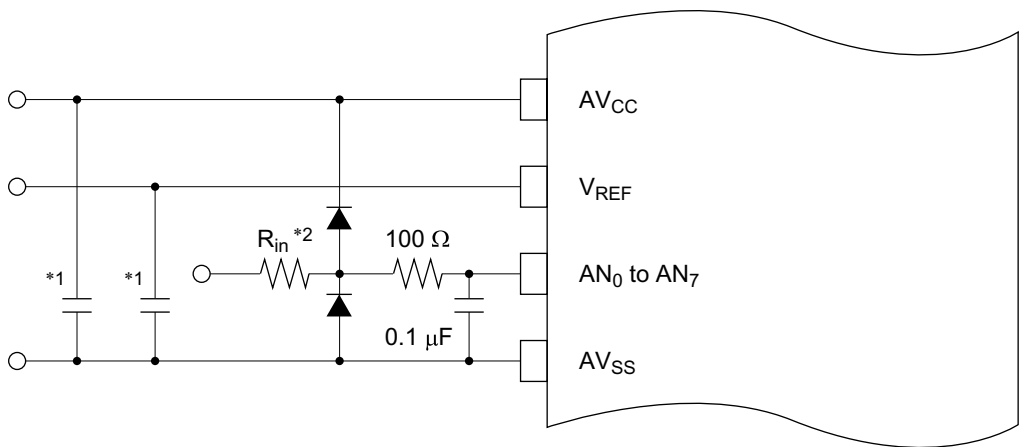 AVCC
VREF
Rin *2
100 Ω
*1
*1
AN0 to AN7
0.1 μF
AVSS